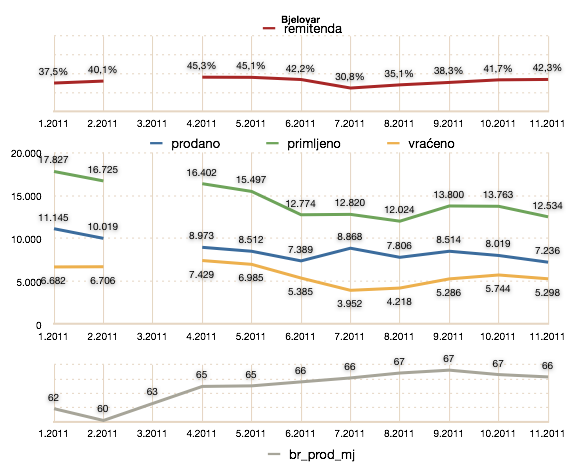 Bjelovar
remitenda
37,5% 40,1% 45,3% 45,1% 42,2% 30,8% 35,1% 38,3% 41,7% 42,3%
1.2011 2.2011 3.2011 4.2011 5.2011 6.2011 7.2011 8.2011 9.2011 10.2011 11.2011
prodano primljeno vraćeno
20.000
17.827 16.725 16.402 15.497 12.774 12.820 12.024 13.800 13.763 12.534
15.000
11.145 10.019 8.973 8.512 7.389 8.868 7.806 8.514 8.019 7.236
10.000
5.000
6.682 6.706 7.429 6.985 5.385 3.952 4.218 5.286 5.744 5.298
0
1.2011 2.2011 3.2011 4.2011 5.2011 6.2011 7.2011 8.2011 9.2011 10.2011 11.2011
62 60 63 65 65 66 66 67 67 67 66
1.2011 2.2011 3.2011 4.2011 5.2011 6.2011 7.2011 8.2011 9.2011 10.2011 11.2011
br_prod_mj